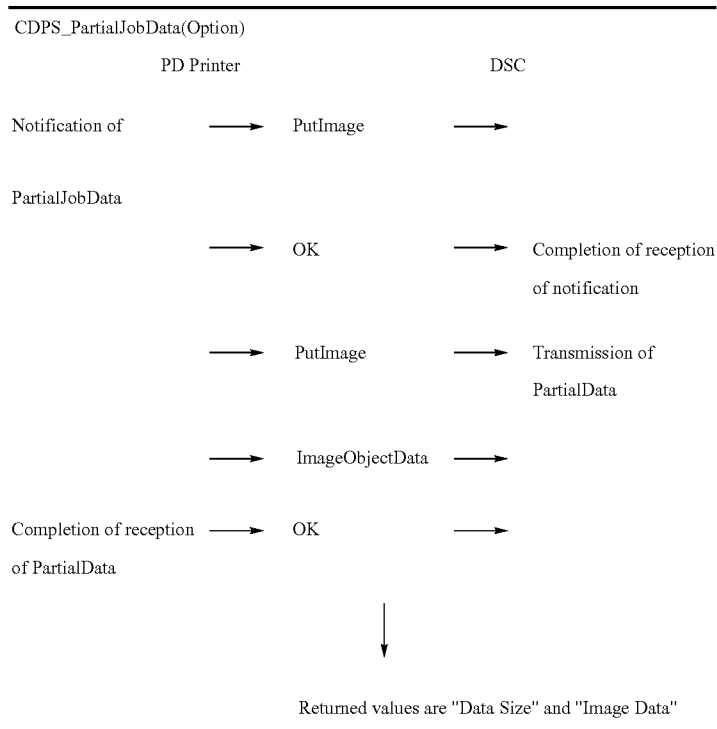 CDPS_PartialJobData(Option)
PD Printer DSC
Notification of PutImage
PartialJobData
OK Completion of reception
of notification
PutImage Transmission of
PartialData
ImageObjectData
Completion of reception OK
of PartialData
Returned values are "Data Size" and "Image Data"